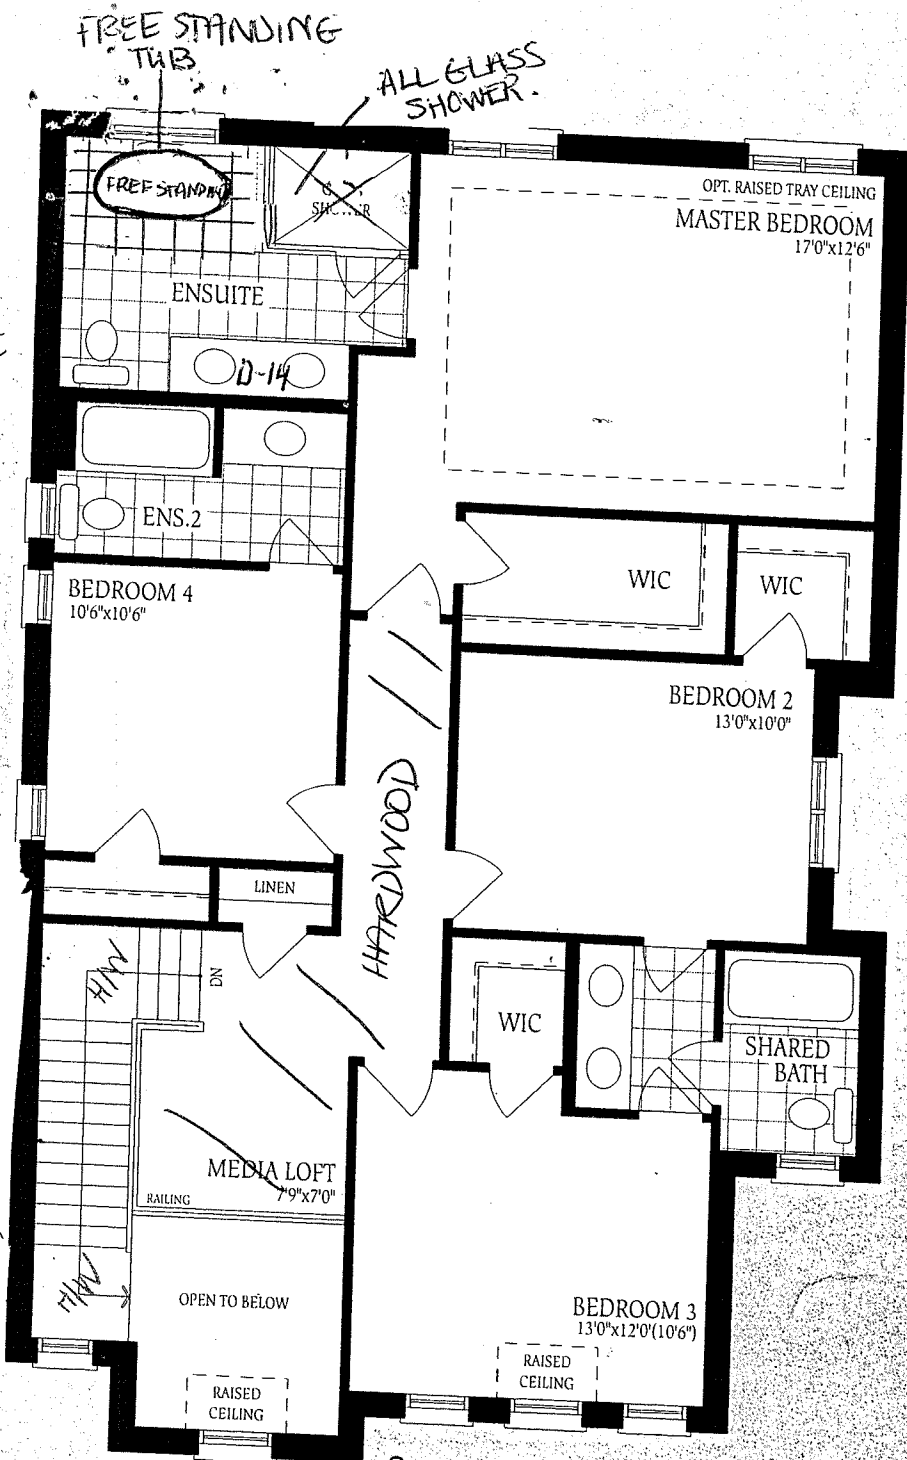 FREE STANDING
TUB
ALL GLASS
SHOWER.
FREE STANDING
SHOWER
OPT. RAISED TRAY CEILING
MASTER BEDROOM
17'0"x12'6"
ENSUITE
D-14
ENS.2
WIC
WIC
BEDROOM 4
10'6"x10'6"
BEDROOM 2
13'0"x10'0"
HARDWOOD
LINEN
H/W
DN
WIC
SHARED
BATH
MEDIA LOFT
7'9"x7'0"
RAILING
H/W
OPEN TO BELOW
BEDROOM 3
13'0"x12'0"(10'6")
RAISED
CEILING
RAISED
CEILING